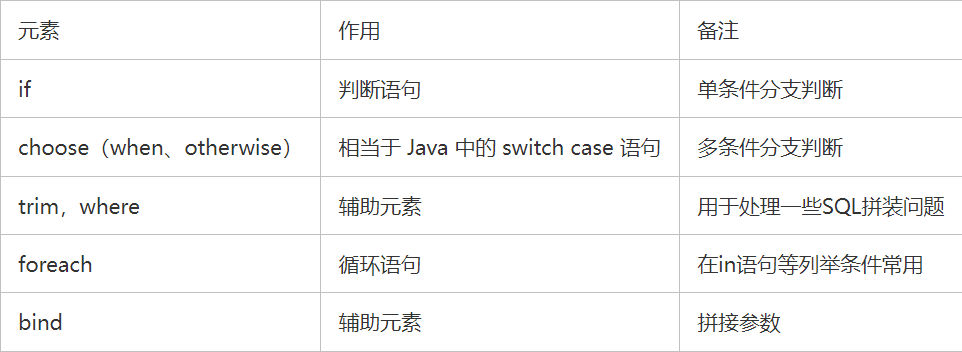 元素 作用 备注
if 判断语句 单条件分支判断
choose（when、otherwise） 相当于 Java 中的 switch case 语句 多条件分支判断
trim，where 辅助元素 用于处理一些SQL拼装问题
foreach 循环语句 在in语句等列举条件常用
bind 辅助元素 拼接参数